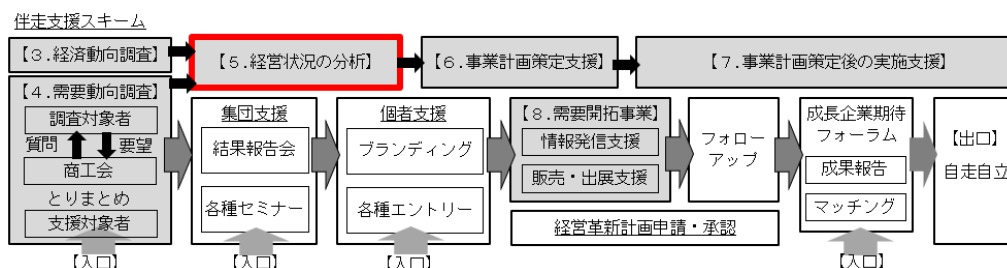 伴走支援スキーム
【３.経済動向調査】
【５.経営状況の分析】
【６.事業計画策定支援】
【７.事業計画策定後の実施支援】
【４.需要動向調査】
調査対象者
質問
要望
商工会
とりまとめ
支援対象者
【入口】
集団支援
結果報告会
各種セミナー
【入口】
個者支援
ブランディング
各種エントリー
【入口】
【８.需要開拓事業】
情報発信支援
販売・出展支援
経営革新計画申請・承認
フォロー
アップ
成長企業期待
フォーラム
成果報告
マッチング
【入口】
【出口】
自走自立